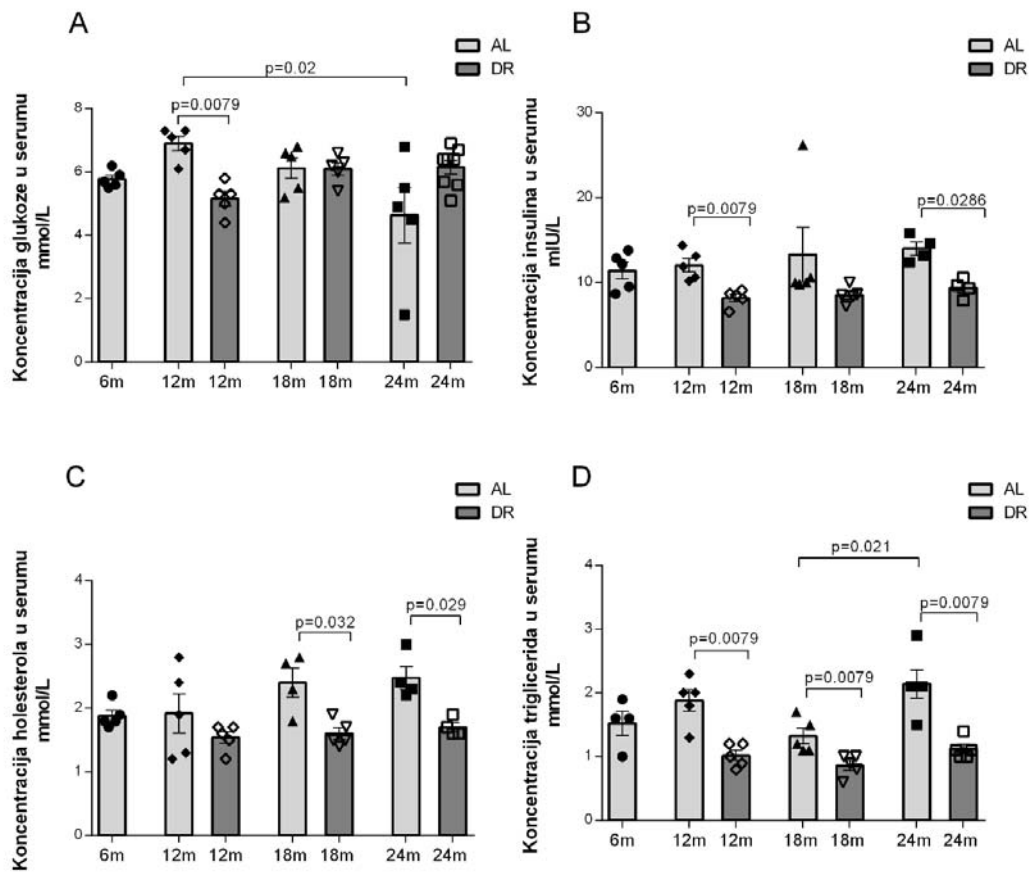 A
AL
DR
p=0.02
p=0.0079
Koncentracija glukoze u serumu
mmol/L
8
6
4
2
0
6m 12m 12m 18m 18m 24m 24m
B
AL
DR
p=0.0079
p=0.0286
Koncentracija insulina u serumu
mIU/L
30
20
10
0
6m 12m 12m 18m 18m 24m 24m
C
AL
DR
p=0.032
p=0.029
Koncentracija holesterola u serumu
mmol/L
4
3
2
1
0
6m 12m 12m 18m 18m 24m 24m
D
AL
DR
p=0.021
p=0.0079
p=0.0079
p=0.0079
Koncentracija triglicerida u serumu
mmol/L
4
3
2
1
0
6m 12m 12m 18m 18m 24m 24m